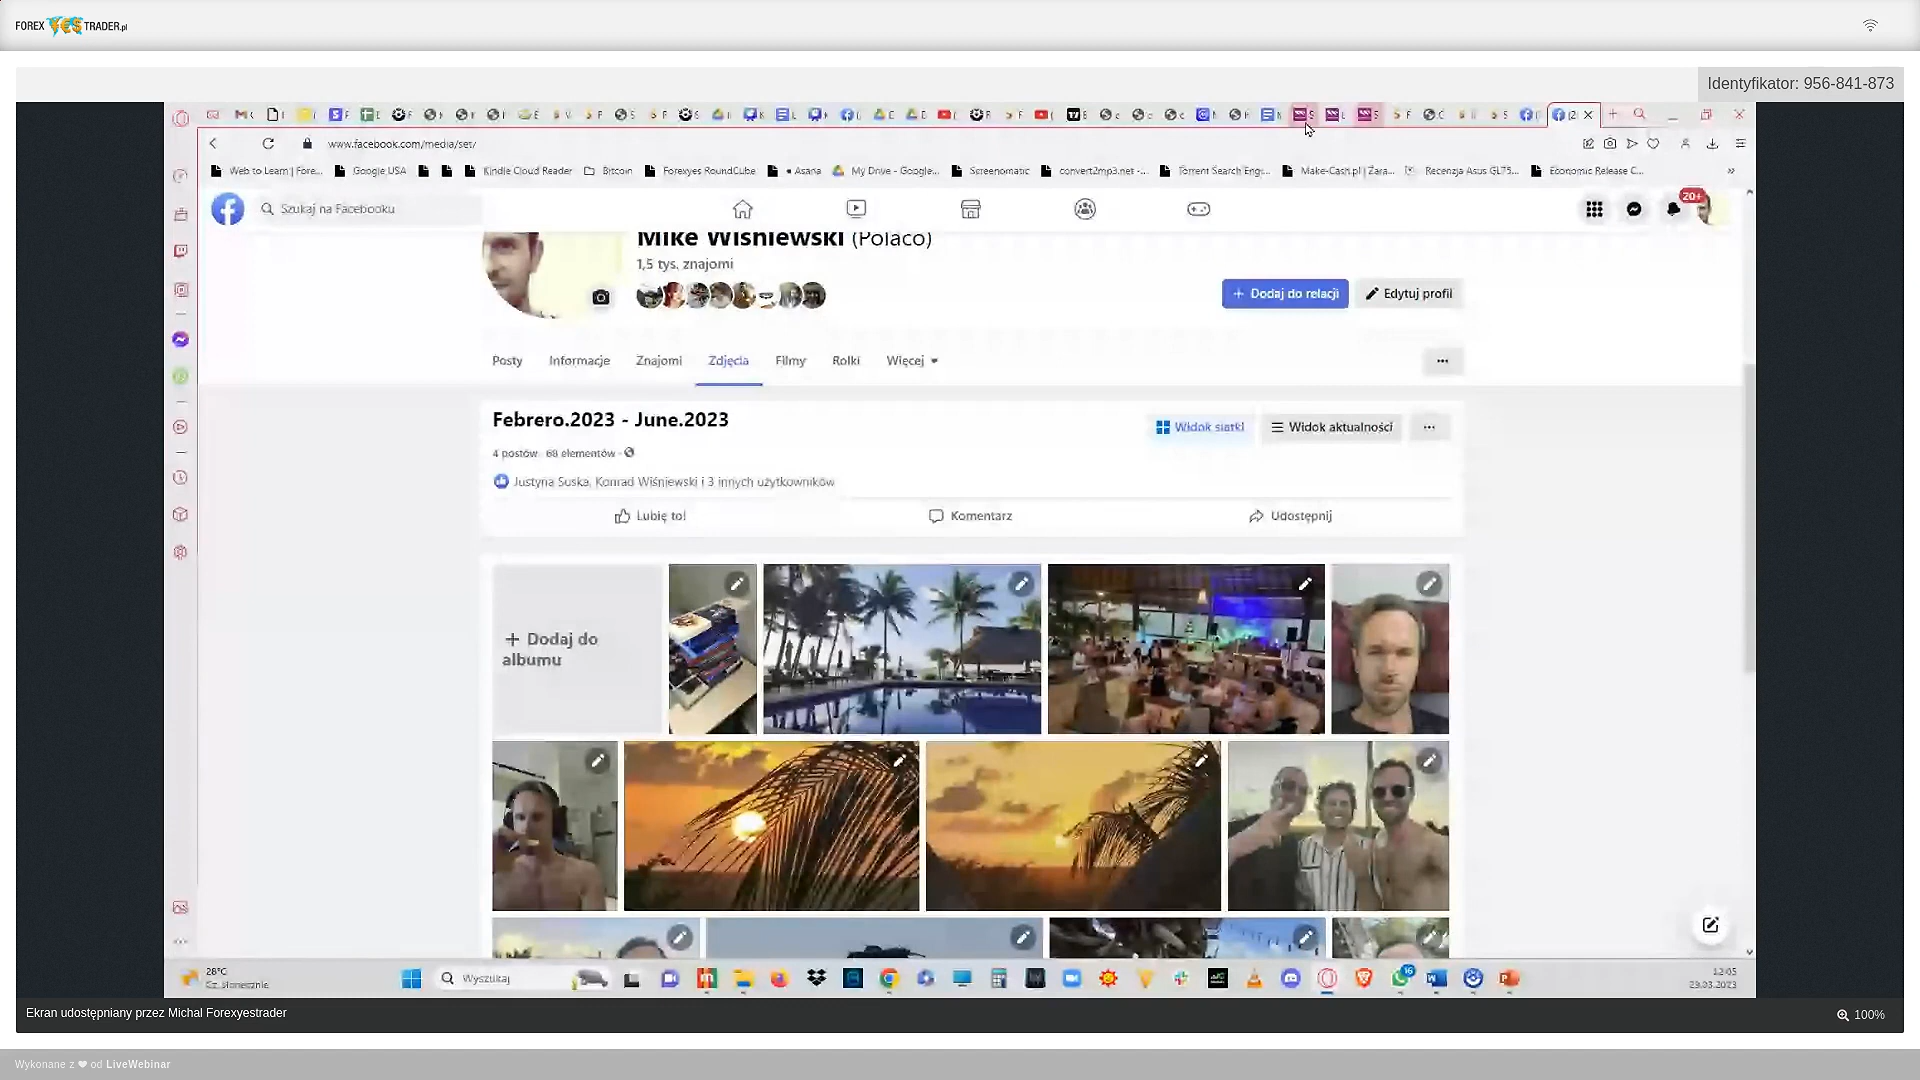 FOREX YES TRADER.pl
Identyfikator: 956-841-873
www.facebook.com/media/set/
Web to Learn | Fore... Google USA Kindle Cloud Reader Bitcoin Forexyes RoundCube Asana My Drive - Google... Screenomatic convert2mp3.net -... Torrent Search Engi... Make-Cash.pl | Zara... Recenzja Asus GL75... Economic Release C...
Szukaj na Facebooku
20+
Mike Wiśniewski (Polaco)
1,5 tys. znajomi
+ Dodaj do relacji
Edytuj profil
Posty Informacje Znajomi Zdjęcia Filmy Rolki Więcej
Febrero.2023 - June.2023
Widok siatki
Widok aktualności
4 postów · 68 elementów ·
Justyna Suska, Konrad Wiśniewski i 3 innych użytkowników
Lubię to!
Komentarz
Udostępnij
+ Dodaj do
albumu
28°C
Cz. słonecznie
Wyszukaj
16
12:05
23.03.2023
Ekran udostępniany przez Michal Forexyestrader
100%
Wykonane z ❤ od LiveWebinar